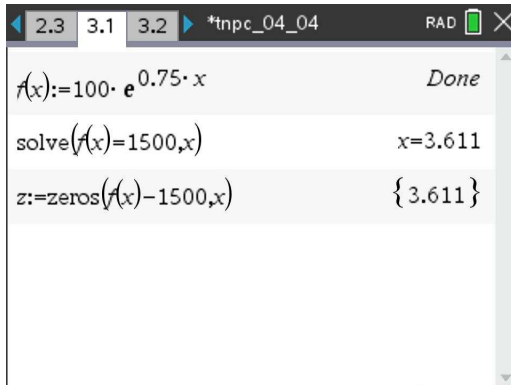 2.3 3.1 3.2 *tnpc_04_04 RAD
f(x):=100· e^0.75· x Done
solve(f(x)=1500,x) x=3.611
z:=zeros(f(x)−1500,x) {3.611}